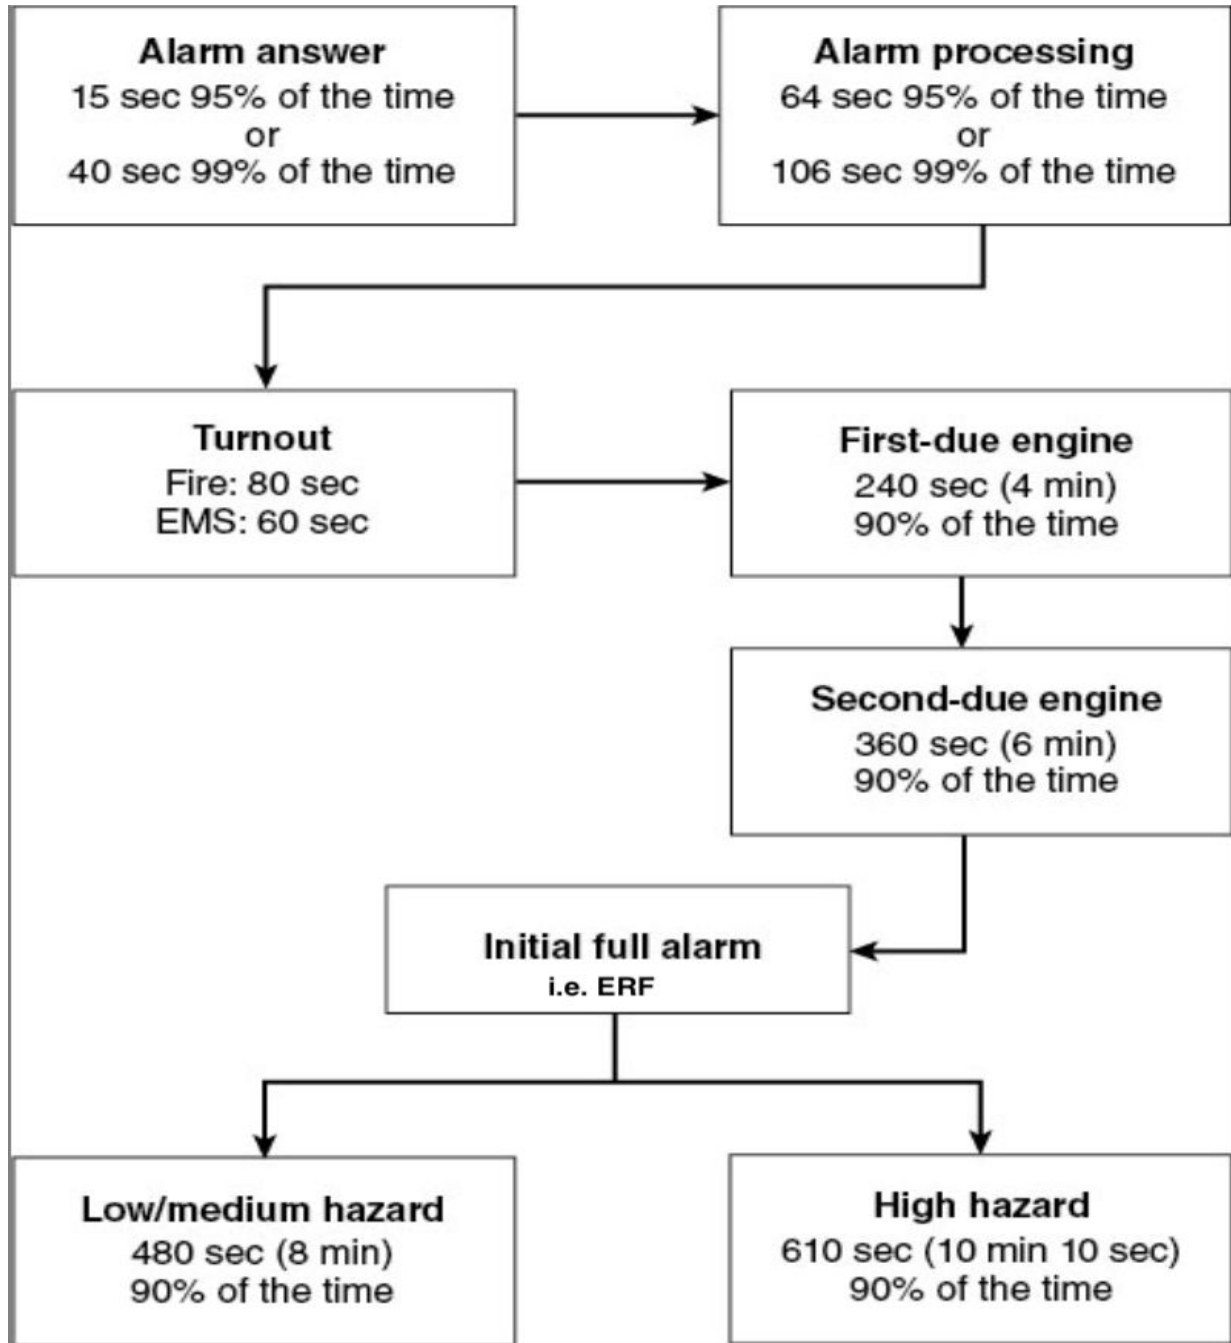 Alarm answer
15 sec 95% of the time
or
40 sec 99% of the time
Alarm processing
64 sec 95% of the time
or
106 sec 99% of the time
Turnout
Fire: 80 sec
EMS: 60 sec
First-due engine
240 sec (4 min)
90% of the time
Second-due engine
360 sec (6 min)
90% of the time
Initial full alarm
i.e. ERF
Low/medium hazard
480 sec (8 min)
90% of the time
High hazard
610 sec (10 min 10 sec)
90% of the time